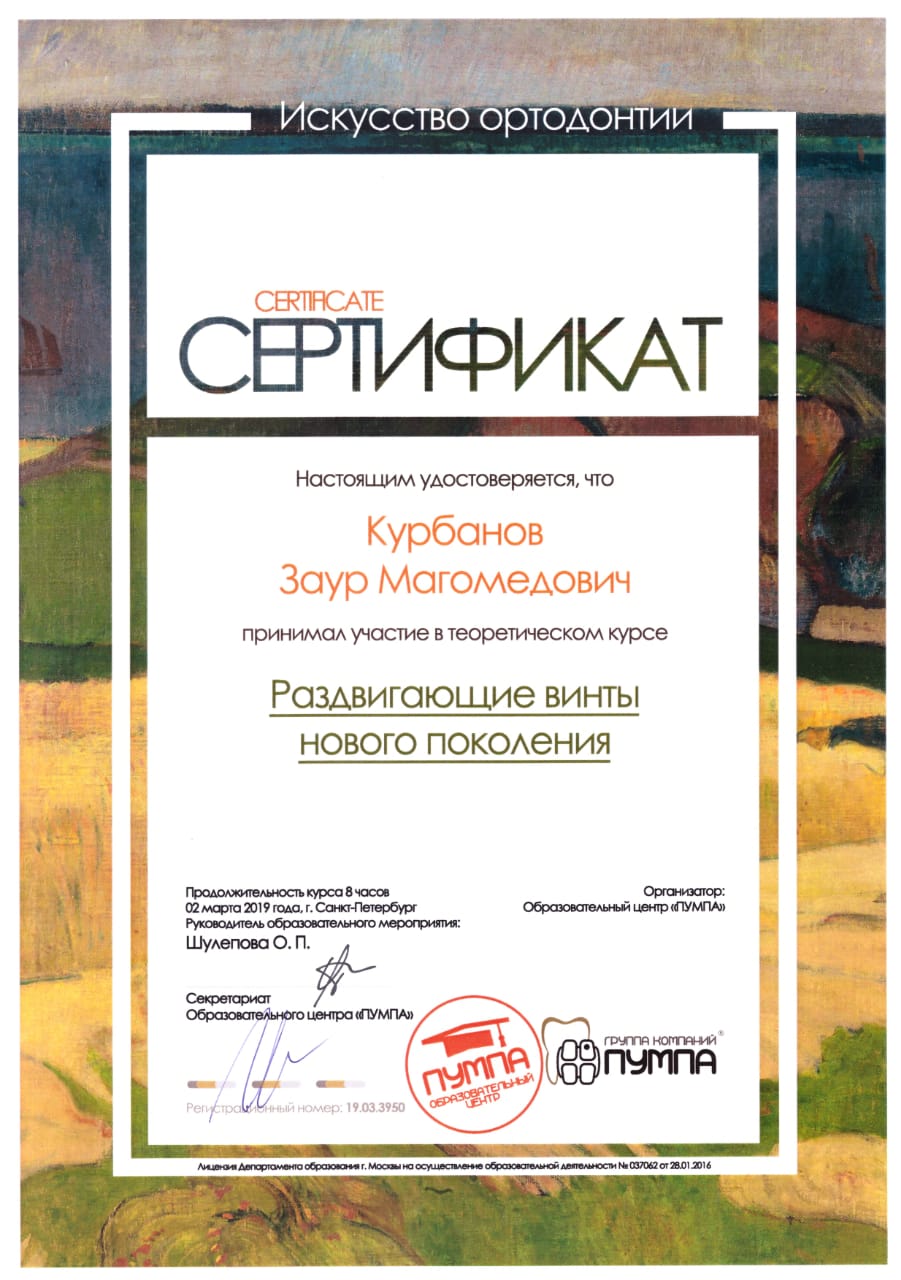 Искусство ортодонтии
CERTIFICATE
СЕРТИФИКАТ
Настоящим удостоверяется, что
Курбанов
Заур Магомедович
принимал участие в теоретическом курсе
Раздвигающие винты
нового поколения
Продолжительность курса 8 часов
02 марта 2019 года, г. Санкт-Петербург
Руководитель образовательного мероприятия:
Шулепова О. П.
Организатор:
Образовательный центр «ПУМПА»
Секретариат
Образовательного центра «ПУМПА»
ПУМПА
ОБРАЗОВАТЕЛЬНЫЙ
ЦЕНТР
ГРУППА КОМПАНИЙ®
ПУМПА
Регистрационный номер: 19.03.3950
Лицензия Департамента образования г. Москвы на осуществление образовательной деятельности № 037062 от 28.01.2016